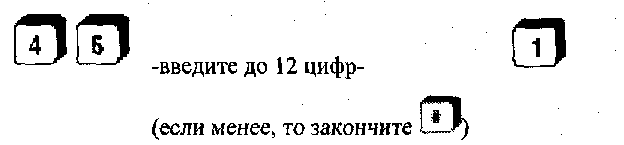 4 6 -введите до 12 цифр- 1
(если менее, то закончите #)